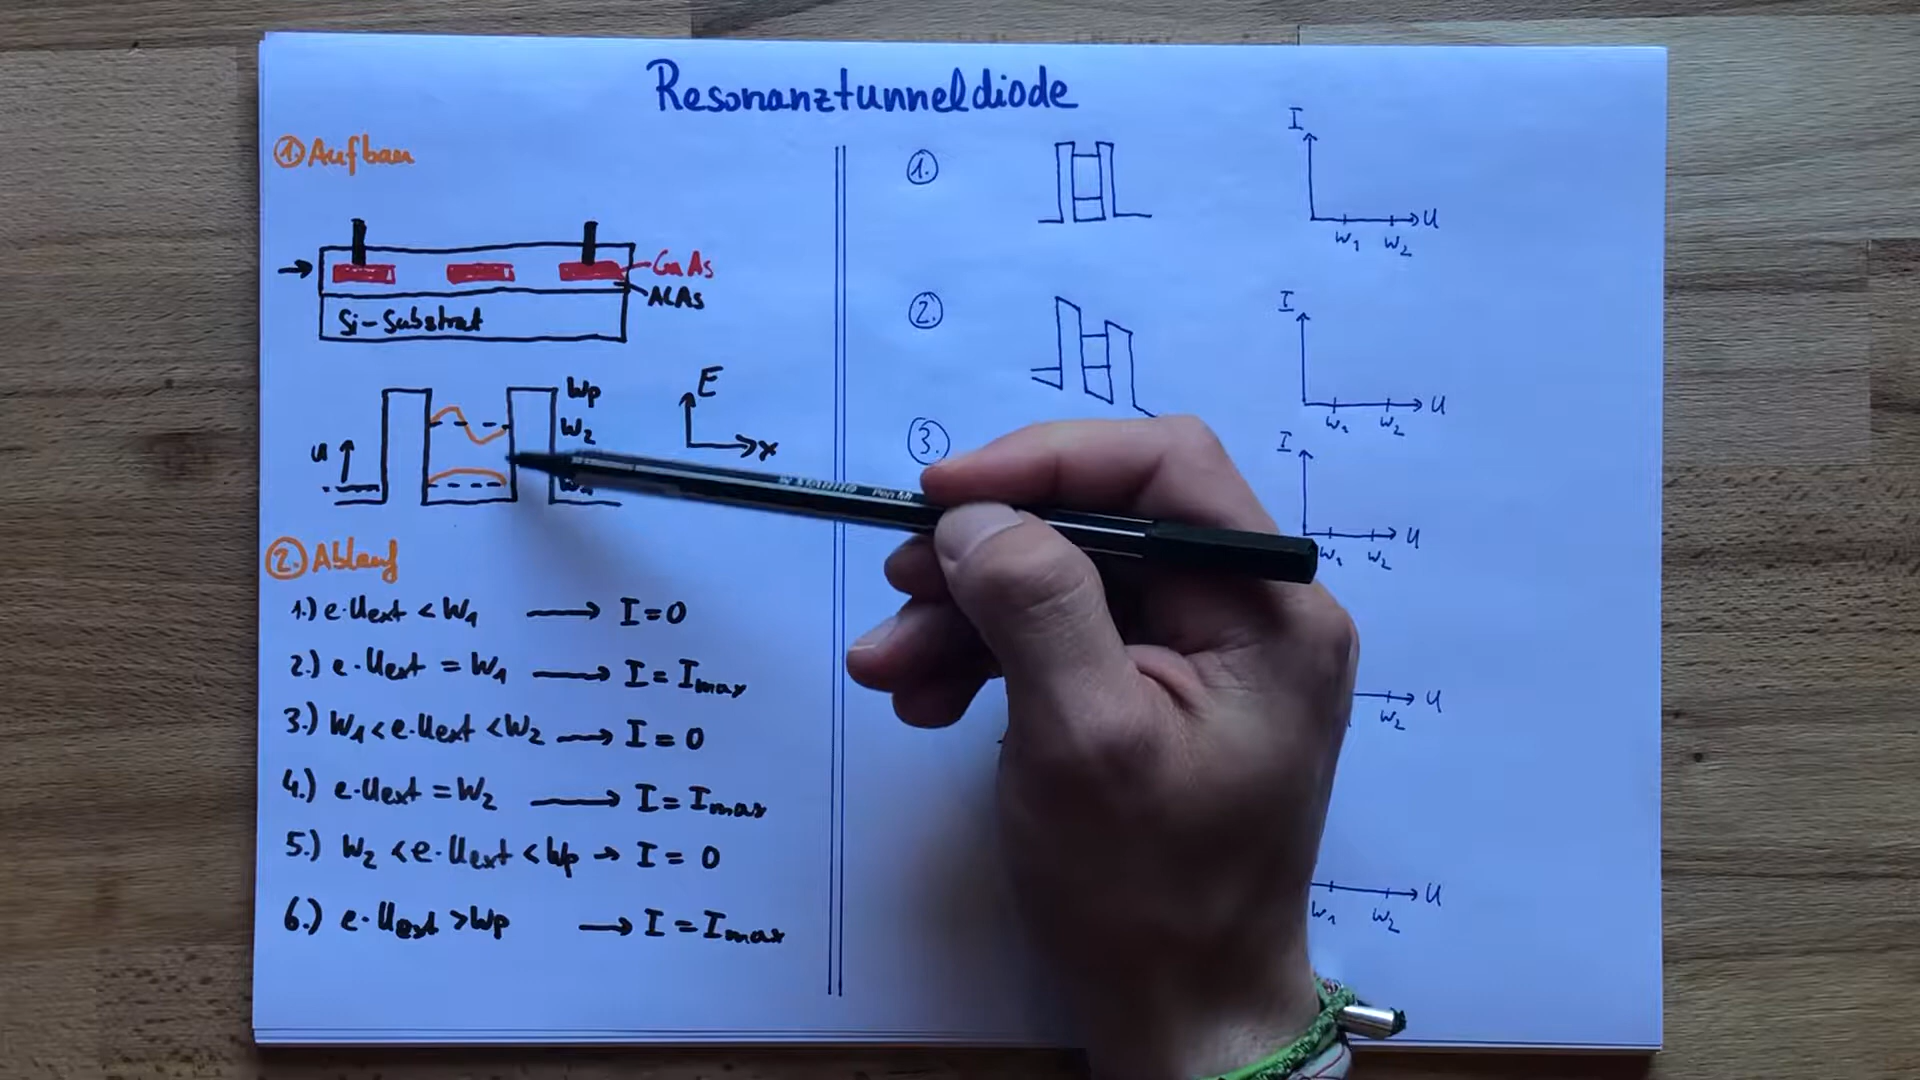 Resonanztunneldiode
1. Aufbau
GaAs
AlAs
Si-Substrat
Wp
W2
E
x
U
2. Ablauf
1.) e·Uext < W1 → I=0
2.) e·Uext = W1 → I = Imax
3.) W1 < e·Uext < W2 → I = 0
4.) e·Uext = W2 → I = Imax
5.) W2 < e·Uext < Wp → I = 0
6.) e·Uext > Wp → I = Imax
1.
I
U
W1 W2
2.
I
U
W1 W2
3.
I
U
W1 W2
U
W2
U
W1 W2